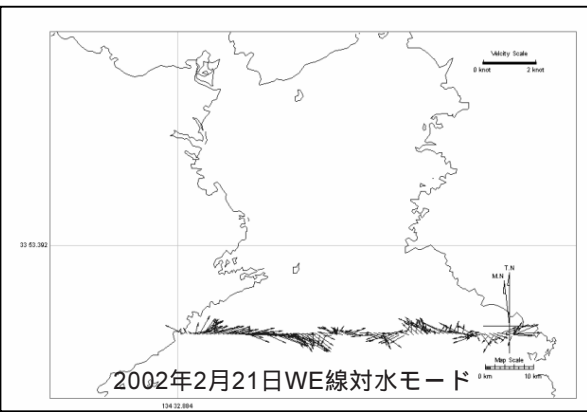 Velocity Scale
0 knot 2 knot
33 53.392
T.N
M.N
Map Scale
0 km 10 km
2002年2月21日WE線対水モード
134 32.884